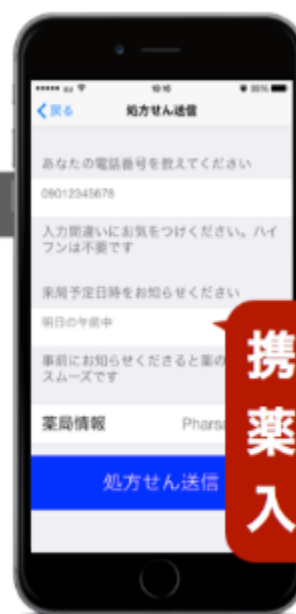 au 16:16
戻る 処方せん送信
あなたの電話番号を教えてください
09012345678
入力間違いにお気をつけください。ハイ
フンは不要です
来局予定日時をお知らせください
明日の午前中
事前にお知らせくださると薬の
スムーズです
薬局情報 Pharsa
処方せん送信
携
薬
入